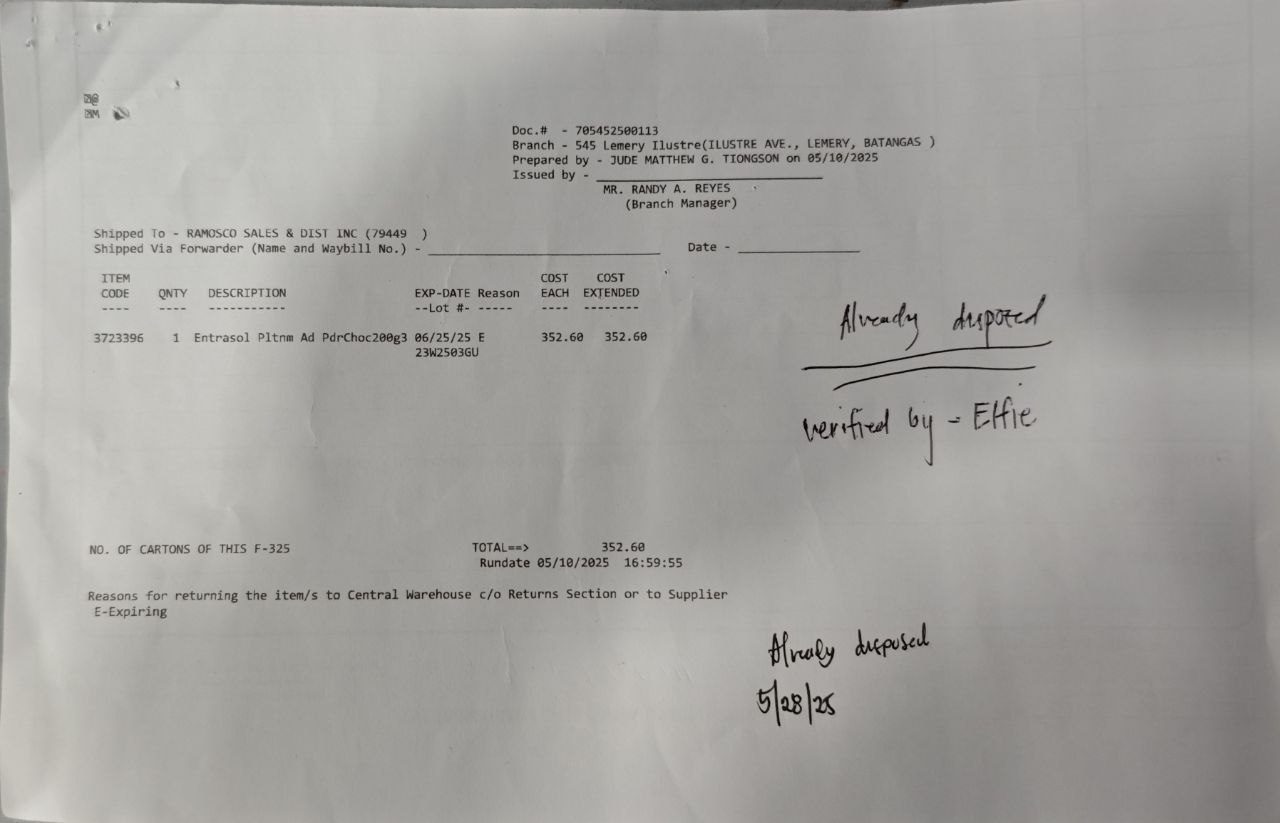 Doc.# - 705452500113
Branch - 545 Lemery Ilustre(ILUSTRE AVE., LEMERY, BATANGAS )
Prepared by - JUDE MATTHEW G. TIONGSON on 05/10/2025
Issued by -
MR. RANDY A. REYES
(Branch Manager)
Shipped To - RAMOSCO SALES & DIST INC (79449 )
Shipped Via Forwarder (Name and Waybill No.) - Date -
ITEM COST COST
CODE QNTY DESCRIPTION EXP-DATE Reason EACH EXTENDED
---- ---- ----------- --Lot #- ----- ---- --------
3723396 1 Entrasol Pltnm Ad PdrChoc200g3 06/25/25 E 352.60 352.60
23W2503GU
Already disposed
verified by - Elfie
NO. OF CARTONS OF THIS F-325 TOTAL==> 352.60
Rundate 05/10/2025 16:59:55
Reasons for returning the item/s to Central Warehouse c/o Returns Section or to Supplier
E-Expiring
Already disposed
5/28/25